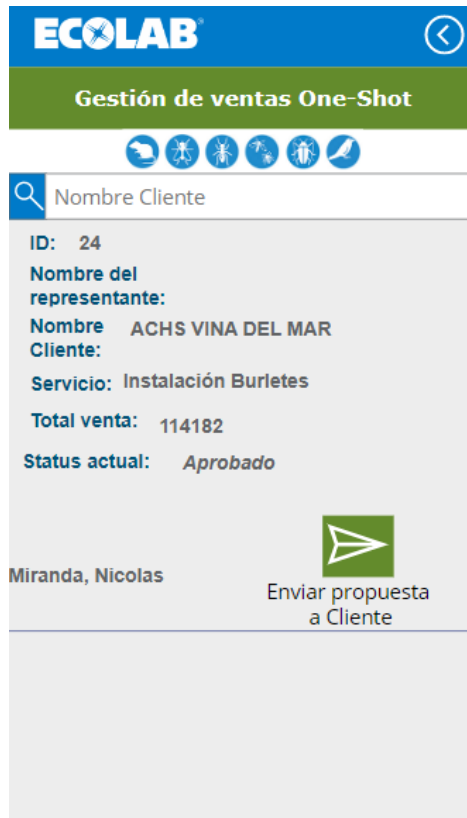 ECOLAB®
Gestión de ventas One-Shot
Nombre Cliente
ID: 24
Nombre del
representante:
Nombre
Cliente: ACHS VINA DEL MAR
Servicio: Instalación Burletes
Total venta: 114182
Status actual: Aprobado
Miranda, Nicolas
Enviar propuesta
a Cliente